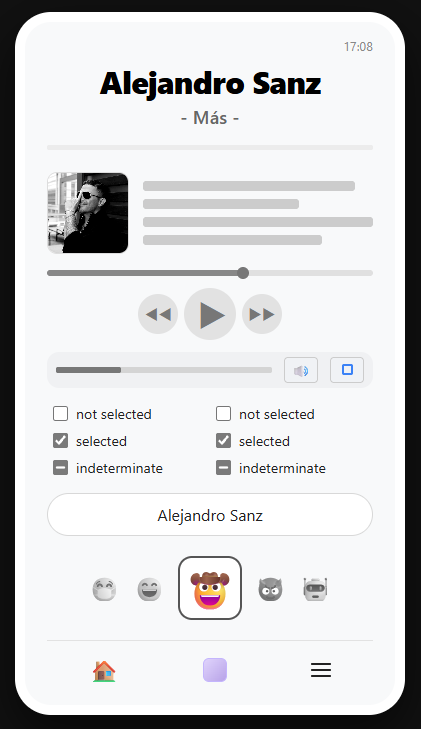 17:08
Alejandro Sanz
- Más -
not selected
not selected
selected
selected
indeterminate
indeterminate
Alejandro Sanz